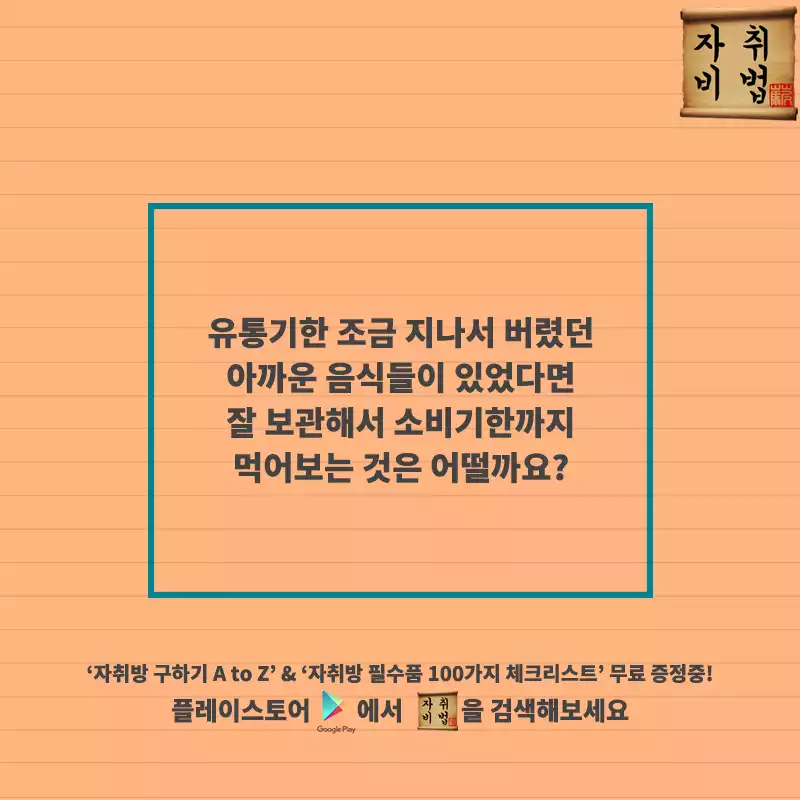 자취
비법
유통기한 조금 지나서 버렸던
아까운 음식들이 있었다면
잘 보관해서 소비기한까지
먹어보는 것은 어떨까요?
‘자취방 구하기 A to Z’ & ‘자취방 필수품 100가지 체크리스트’ 무료 증정중!
플레이스토어 Google Play 에서 자취비법 을 검색해보세요